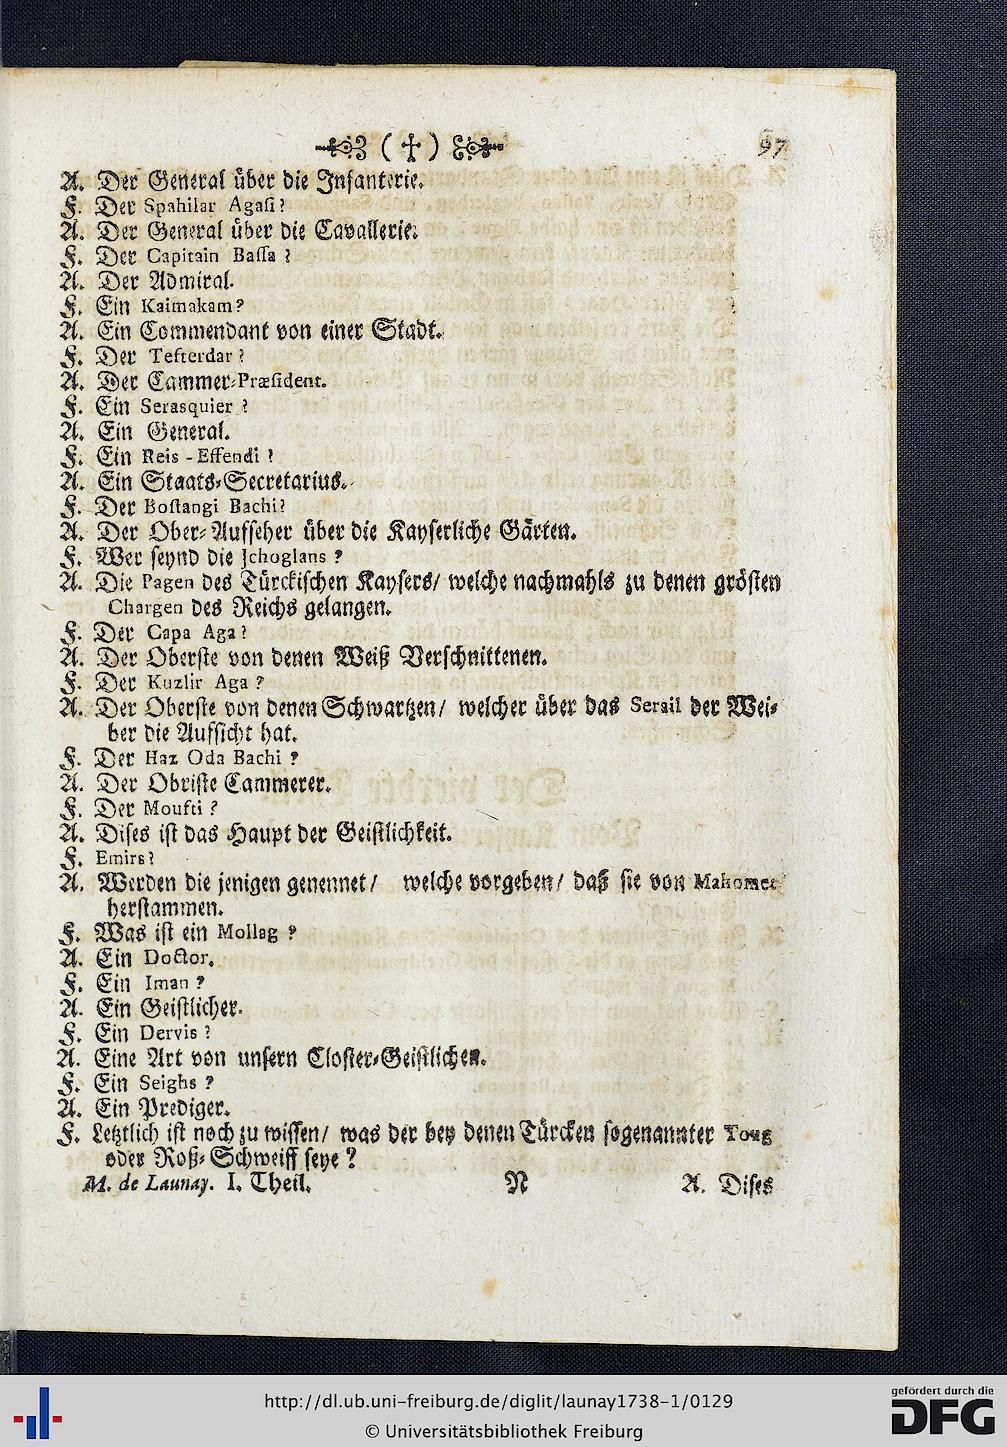 ( † ) 97
A. Der General über die Infanterie.
F. Der Spahilar Agasi?
A. Der General über die Cavallerie.
F. Der Capitain Bassa?
A. Der Admiral.
F. Ein Kaimakam?
A. Ein Commendant von einer Stadt.
F. Der Tefterdar?
A. Der Cammer-Præsident.
F. Ein Serasquier?
A. Ein General.
F. Ein Reis-Effendi?
A. Ein Staats-Secretarius.
F. Der Bostangi Bachi?
A. Der Ober-Aufseher über die Kayserliche Gärten.
F. Wer seynd die Jchoglans?
A. Die Pagen des Türckischen Kaysers/ welche nachmahls zu denen grösten
Chargen des Reichs gelangen.
F. Der Capa Aga?
A. Der Oberste von denen Weiß Verschnittenen.
F. Der Kuzlir Aga?
A. Der Oberste von denen Schwartzen/ welcher über das Serail der Wei-
ber die Aufsicht hat.
F. Der Haz Oda Bachi?
A. Der Obriste Cammerer.
F. Der Moufti?
A. Dises ist das Haupt der Geistlichkeit.
F. Emirs?
A. Werden die jenigen genennet/ welche vorgeben/ daß sie von Mahomet
herstammen.
F. Was ist ein Mollag?
A. Ein Doctor.
F. Ein Iman?
A. Ein Geistlicher.
F. Ein Dervis?
A. Eine Art von unsern Closter-Geistlichen.
F. Ein Seighs?
A. Ein Prediger.
F. Letztlich ist noch zu wissen/ was der bey denen Türcken sogenannter Toug
oder Roß-Schweiff seye?
M. de Launay. I. Theil. N A. Dises
gefördert durch die
DFG
http://dl.ub.uni-freiburg.de/diglit/launay1738-1/0129
© Universitätsbibliothek Freiburg